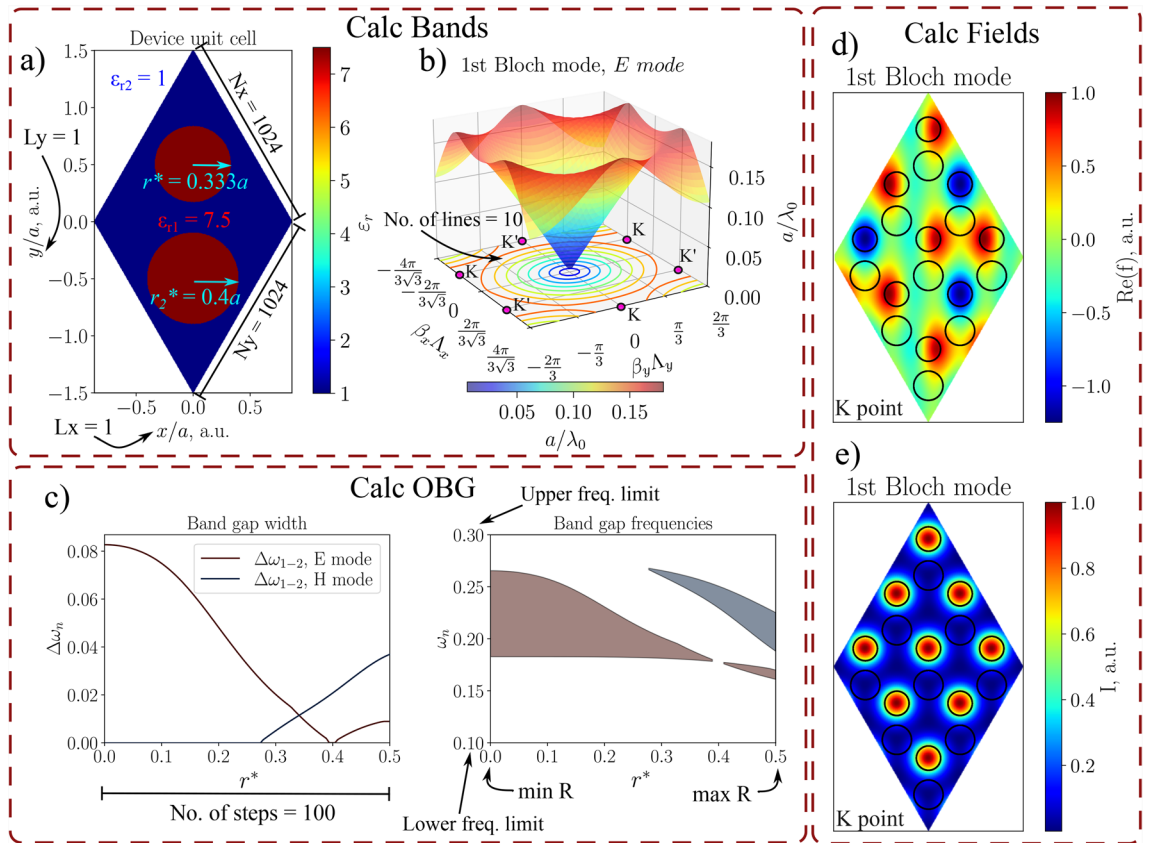 Calc Bands
a)
Device unit cell
1.5
1.0
0.5
0.0
−0.5
−1.0
−1.5
−0.5
0.0
0.5
y/a, a.u.
x/a, a.u.
Ly = 1
Lx = 1
εr2 = 1
Nx = 1024
r* = 0.333a
εr1 = 7.5
r2* = 0.4a
Ny = 1024
7
6
5
4
3
2
1
εr
b)
1st Bloch mode, E mode
No. of lines = 10
K'
K
K'
K
K'
K
0.15
0.10
0.05
0.00
a/λ0
−4π/3√3
−2π/3√3
0
2π/3√3
4π/3√3
βxΛx
−2π/3
−π/3
0
π/3
2π/3
βyΛy
0.05
0.10
0.15
a/λ0
Calc OBG
c)
Band gap width
0.08
0.06
0.04
0.02
0.00
Δωn
Δω1−2, E mode
Δω1−2, H mode
0.0
0.1
0.2
0.3
0.4
0.5
r*
No. of steps = 100
Upper freq. limit
Band gap frequencies
0.30
0.25
0.20
0.15
0.10
ωn
0.0
0.1
0.2
0.3
0.4
0.5
r*
min R
max R
Lower freq. limit
Calc Fields
d)
1st Bloch mode
K point
1.0
0.5
0.0
−0.5
−1.0
Re(f), a.u.
e)
1st Bloch mode
K point
1.0
0.8
0.6
0.4
0.2
I, a.u.